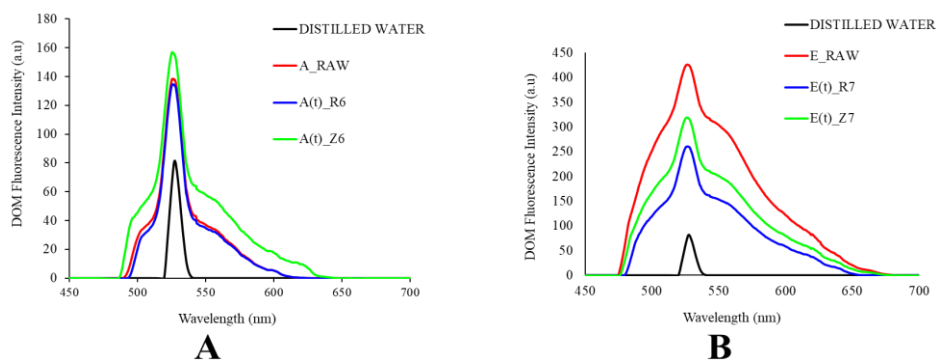 DOM Fluorescence Intensity (a.u)
180
160
140
120
100
80
60
40
20
0
450
500
550
600
650
700
Wavelength (nm)
DISTILLED WATER
A_RAW
A(t)_R6
A(t)_Z6
A
DOM Fluorescence Intensity (a.u)
450
400
350
300
250
200
150
100
50
0
450
500
550
600
650
700
Wavelength (nm)
DISTILLED WATER
E_RAW
E(t)_R7
E(t)_Z7
B